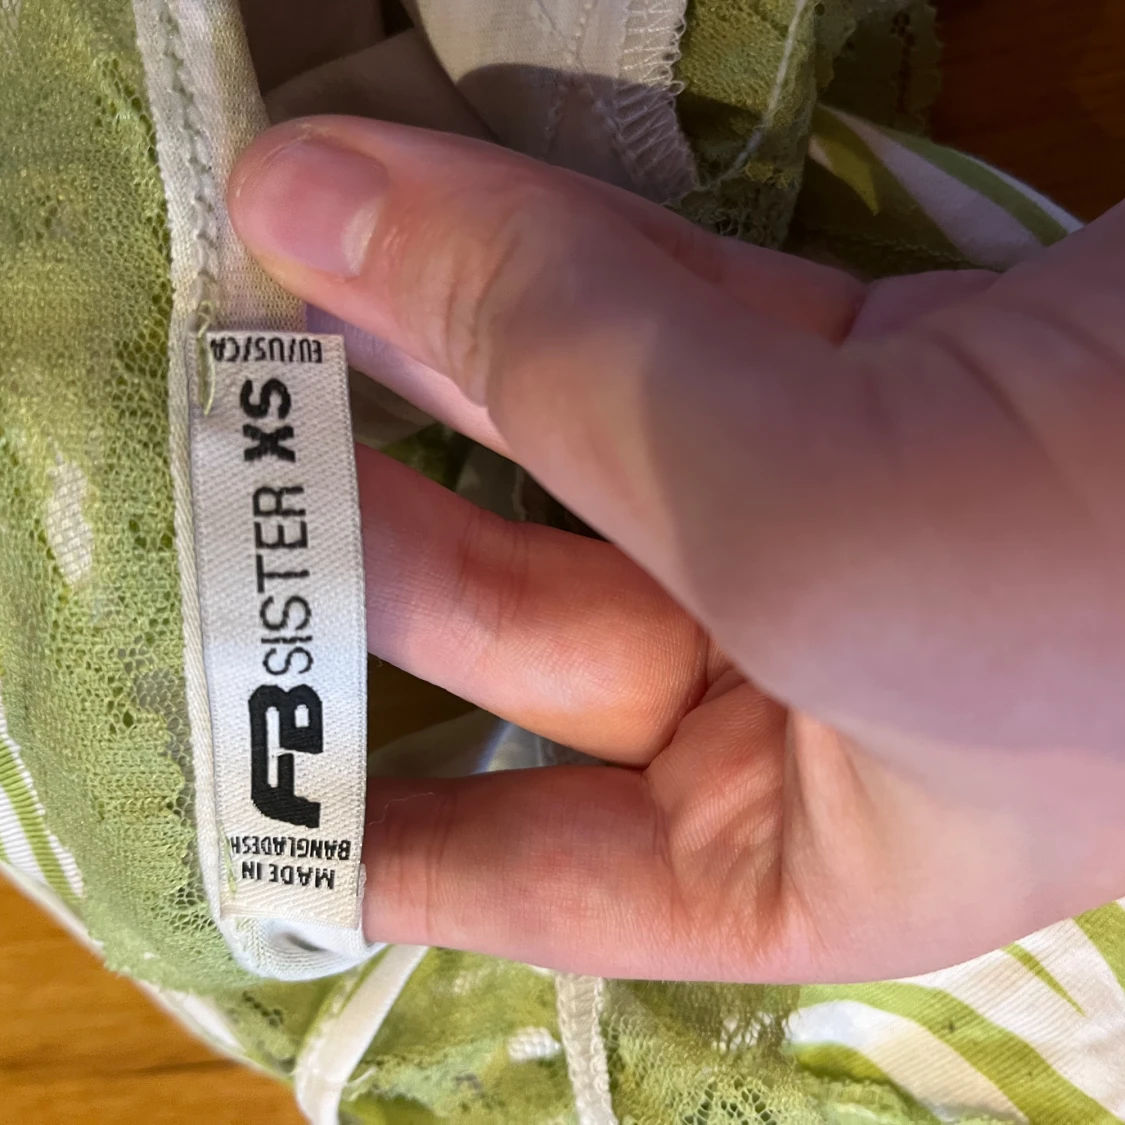 MADE IN
BANGLADESH
FB SISTER XS
EU/US/CA